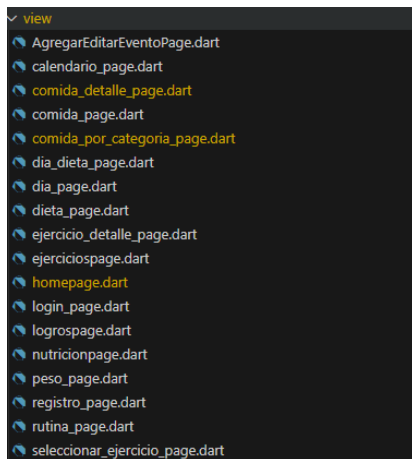 view
AgregarEditarEventoPage.dart
calendario_page.dart
comida_detalle_page.dart
comida_page.dart
comida_por_categoria_page.dart
dia_dieta_page.dart
dia_page.dart
dieta_page.dart
ejercicio_detalle_page.dart
ejerciciospage.dart
homepage.dart
login_page.dart
logrospage.dart
nutricionpage.dart
peso_page.dart
registro_page.dart
rutina_page.dart
seleccionar_ejercicio_page.dart